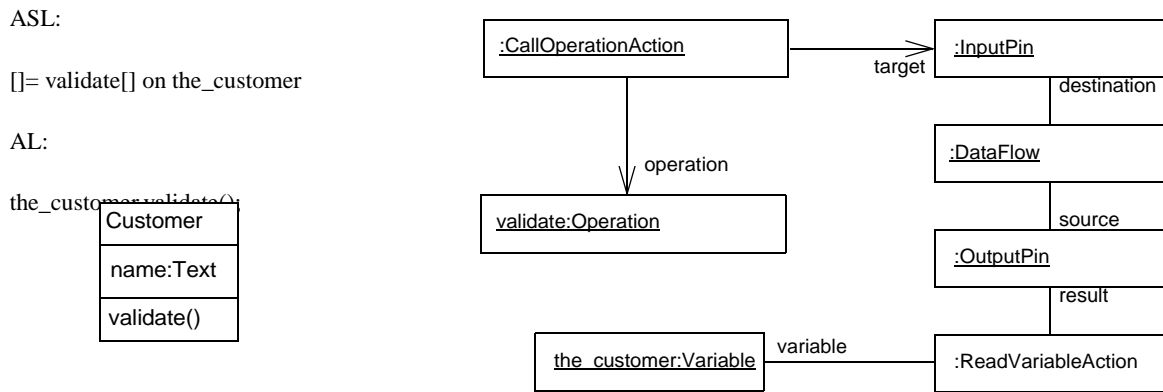 ASL:
[]= validate[] on the_customer
AL:
the_customer.validate();
Customer
name:Text
validate()
:CallOperationAction
target
:InputPin
destination
:DataFlow
source
:OutputPin
result
:ReadVariableAction
variable
the_customer:Variable
operation
validate:Operation